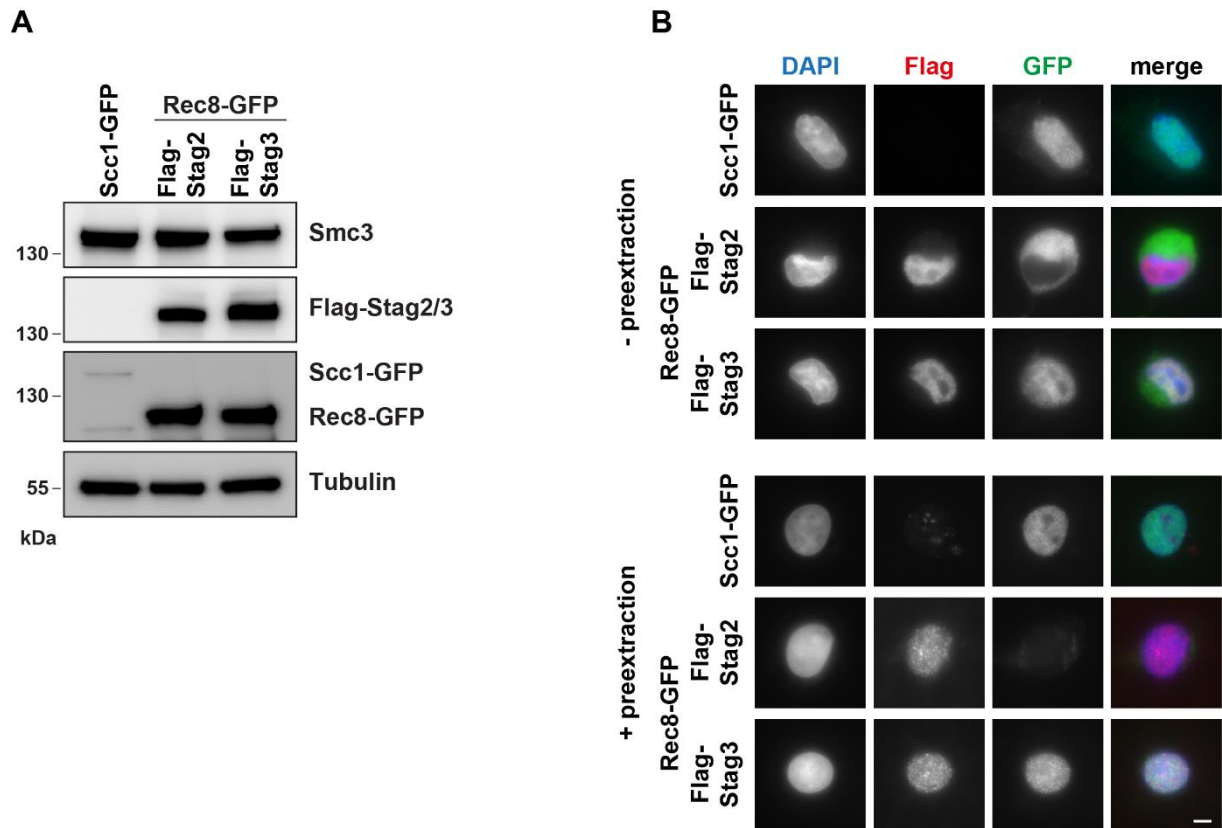 A
Scc1-GFP
Rec8-GFP
Flag-
Stag2
Flag-
Stag3
130
Smc3
130
Flag-Stag2/3
130
Scc1-GFP
Rec8-GFP
55
Tubulin
kDa
B
DAPI Flag GFP merge
- preextraction
Scc1-GFP
Rec8-GFP
Flag-
Stag2
Flag-
Stag3
+ preextraction
Scc1-GFP
Rec8-GFP
Flag-
Stag2
Flag-
Stag3